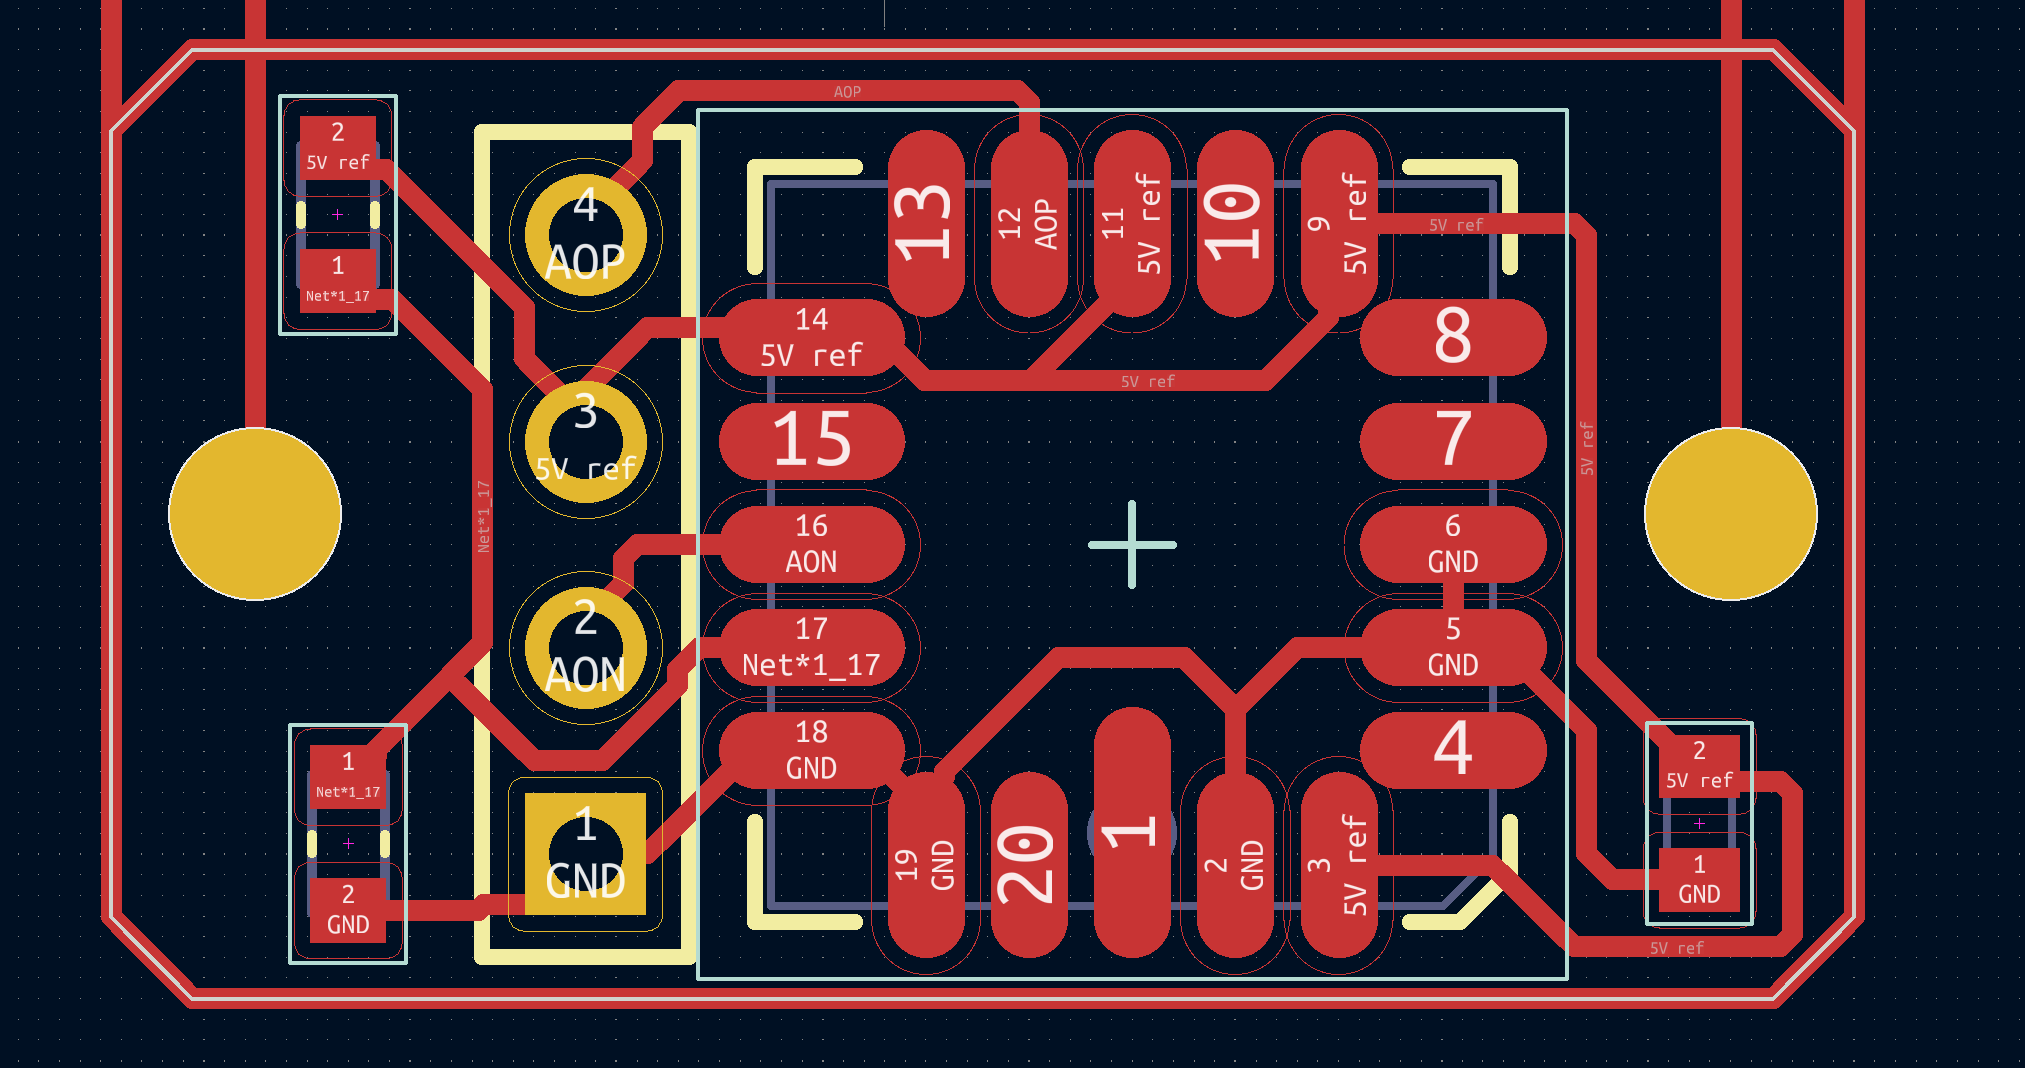 AOP
2
5V ref
1
Net*1_17
4
AOP
3
5V ref
2
AON
1
GND
Net*1_17
1
Net*1_17
2
GND
13
12
AOP
11
5V ref
10
9
5V ref
5V ref
14
5V ref
15
16
AON
17
Net*1_17
18
GND
5V ref
8
7
6
GND
5
GND
4
19
GND
20
1
2
GND
3
5V ref
5V ref
2
5V ref
1
GND
5V ref